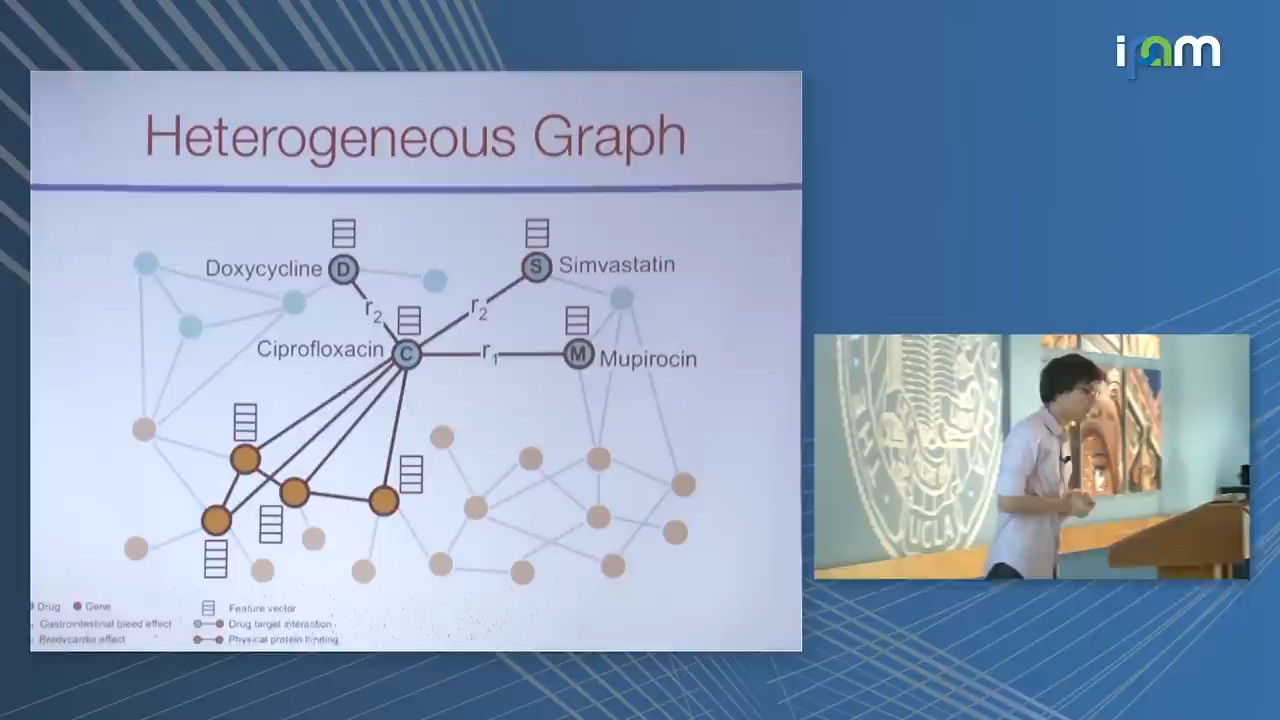 ipam
Heterogeneous Graph
Doxycycline D
S Simvastatin
r2
r2
Ciprofloxacin C
r1
M Mupirocin
Drug Gene
Feature vector
Gastrointestinal bleed effect
Drug target interaction
Bradycardia effect
Physical protein binding
UCLA